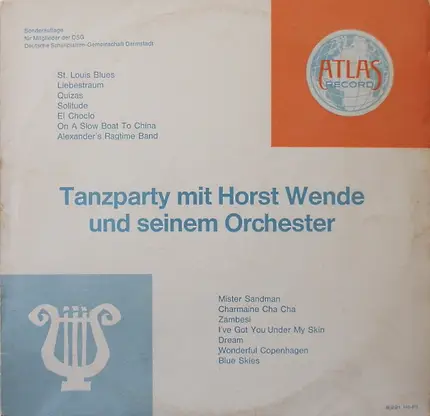 Sonderauflage
für Mitglieder der DSG
Deutsche Schallplatten-Gemeinschaft Darmstadt
ATLAS
RECORD
St. Louis Blues
Liebestraum
Quizas
Solitude
El Choclo
On A Slow Boat To China
Alexander's Ragtime Band
Tanzparty mit Horst Wende
und seinem Orchester
Mister Sandman
Charmaine Cha Cha
Zambesi
I've Got You Under My Skin
Dream
Wonderful Copenhagen
Blue Skies